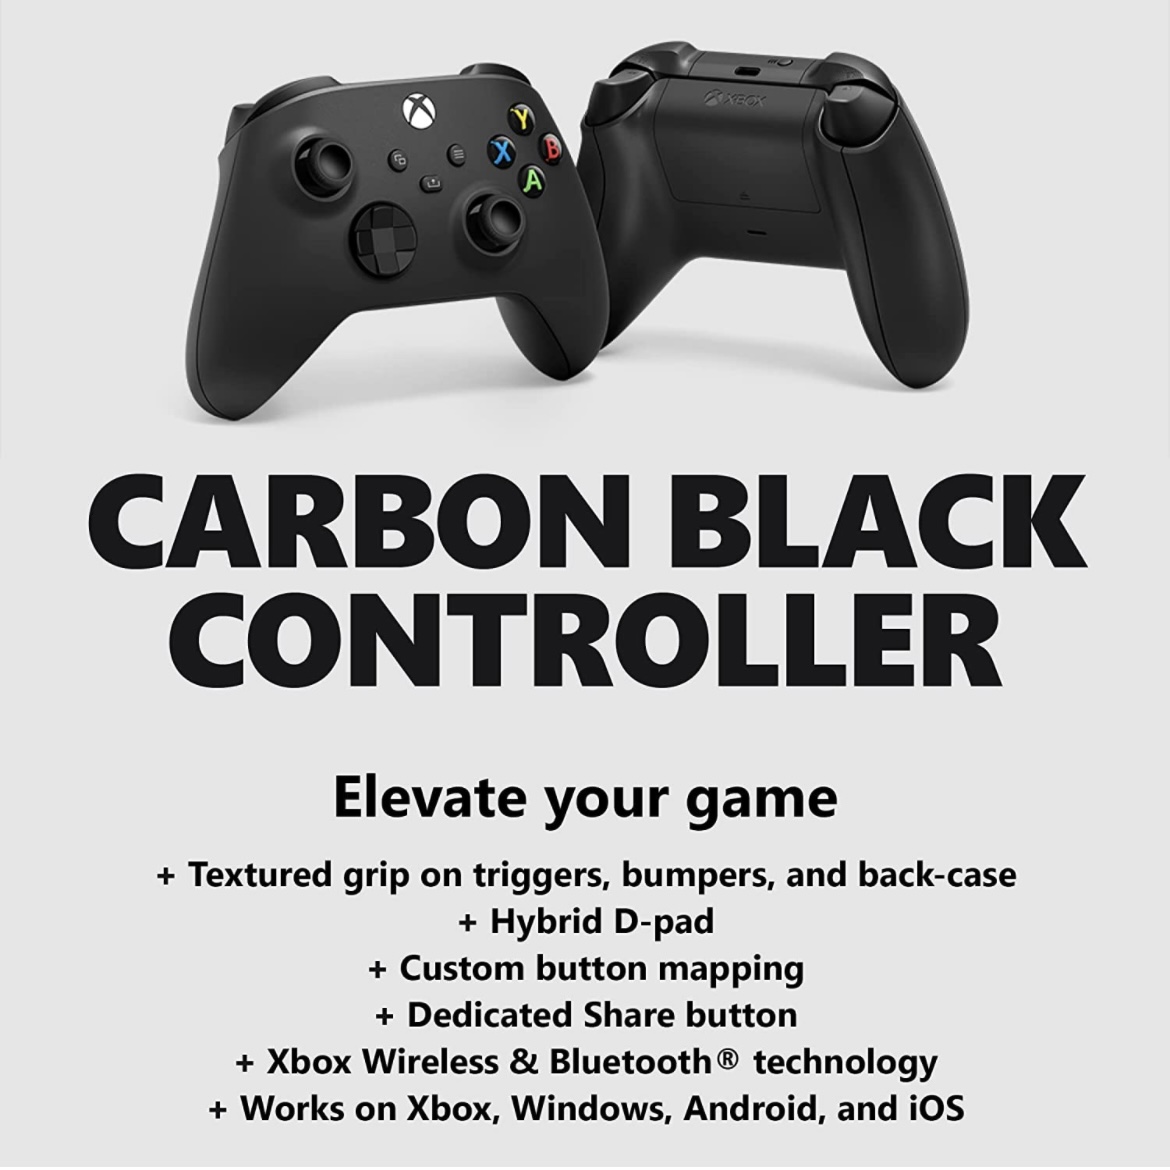 Y
X
B
A
XBOX
CARBON BLACK
CONTROLLER
Elevate your game
+ Textured grip on triggers, bumpers, and back-case
+ Hybrid D-pad
+ Custom button mapping
+ Dedicated Share button
+ Xbox Wireless & Bluetooth® technology
+ Works on Xbox, Windows, Android, and iOS